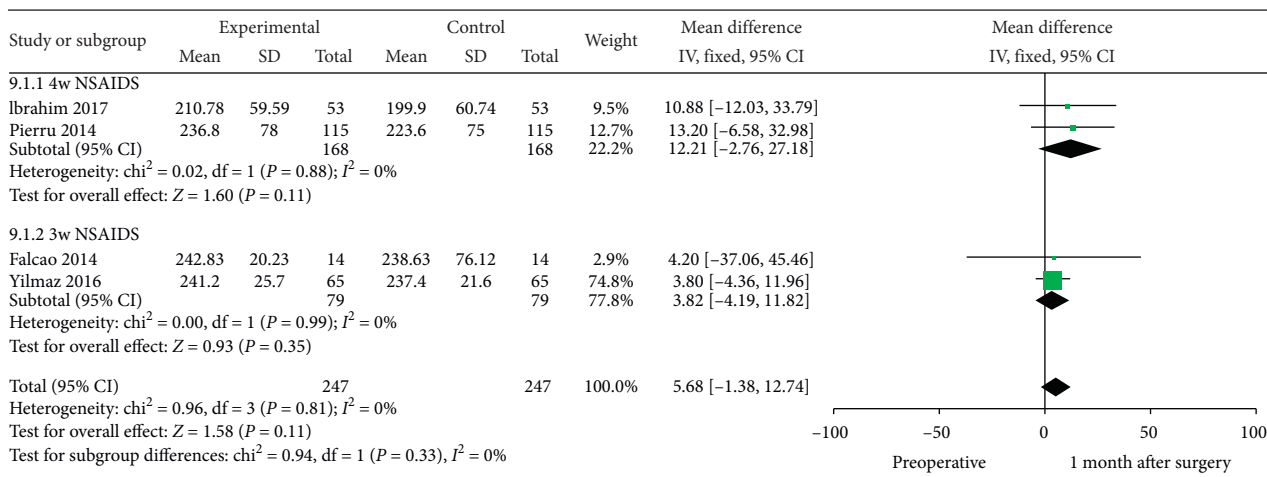 Study or subgroup Experimental Control Weight Mean difference Mean difference
Mean SD Total Mean SD Total IV, fixed, 95% CI IV, fixed, 95% CI
9.1.1 4w NSAIDS
Ibrahim 2017 210.78 59.59 53 199.9 60.74 53 9.5% 10.88 [–12.03, 33.79]
Pierru 2014 236.8 78 115 223.6 75 115 12.7% 13.20 [–6.58, 32.98]
Subtotal (95% CI) 168 168 22.2% 12.21 [–2.76, 27.18]
Heterogeneity: chi² = 0.02, df = 1 (P = 0.88); I² = 0%
Test for overall effect: Z = 1.60 (P = 0.11)
9.1.2 3w NSAIDS
Falcao 2014 242.83 20.23 14 238.63 76.12 14 2.9% 4.20 [–37.06, 45.46]
Yilmaz 2016 241.2 25.7 65 237.4 21.6 65 74.8% 3.80 [–4.36, 11.96]
Subtotal (95% CI) 79 79 77.8% 3.82 [–4.19, 11.82]
Heterogeneity: chi² = 0.00, df = 1 (P = 0.99); I² = 0%
Test for overall effect: Z = 0.93 (P = 0.35)
Total (95% CI) 247 247 100.0% 5.68 [–1.38, 12.74]
Heterogeneity: chi² = 0.96, df = 3 (P = 0.81); I² = 0%
Test for overall effect: Z = 1.58 (P = 0.11)
Test for subgroup differences: chi² = 0.94, df = 1 (P = 0.33), I² = 0%
–100 –50 0 50 100
Preoperative 1 month after surgery